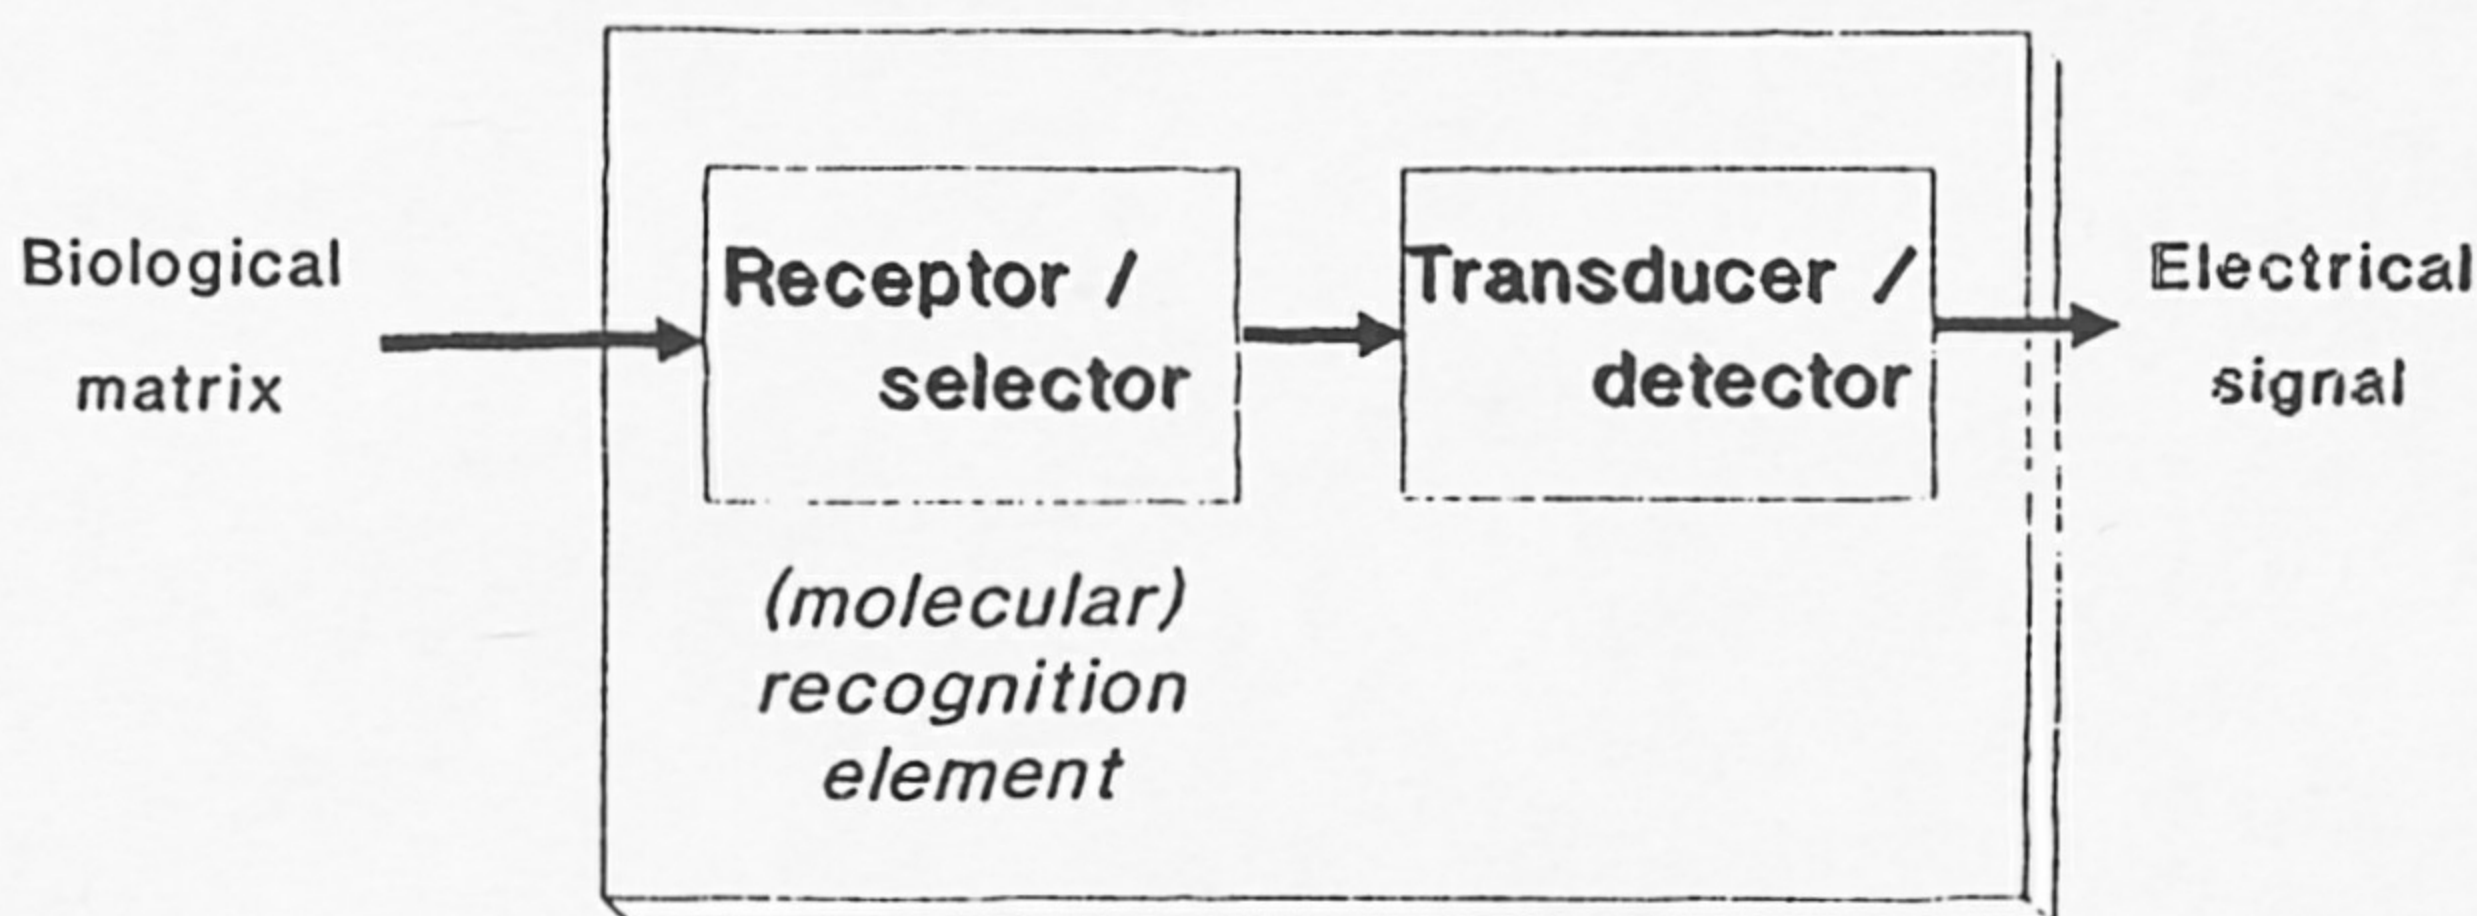 Biological
matrix
Receptor /
selector
Transducer /
detector
Electrical
signal
(molecular)
recognition
element